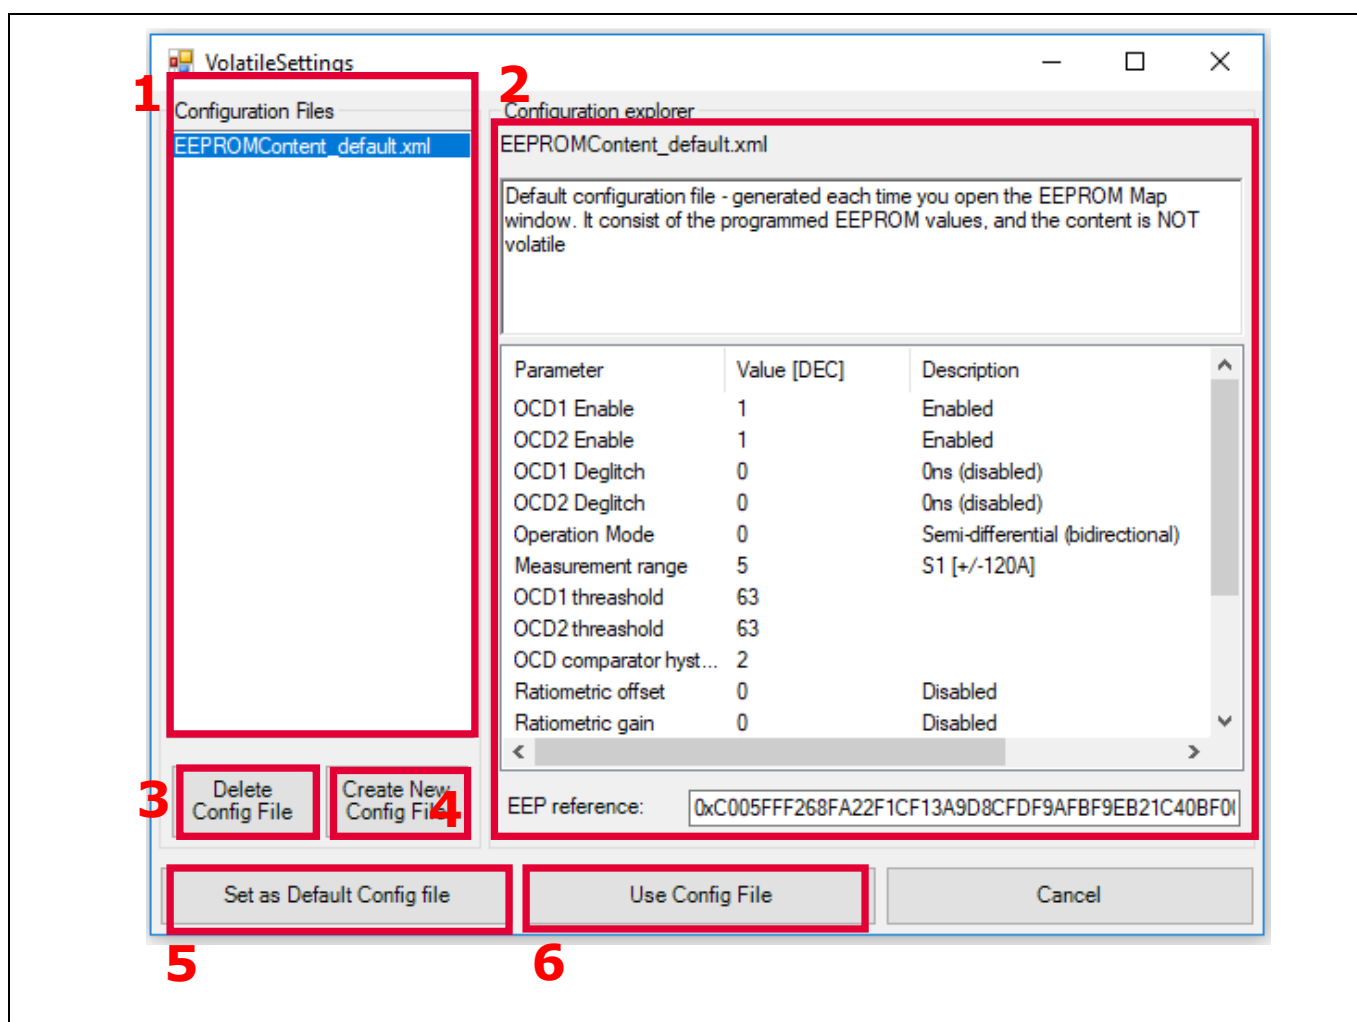 VolatileSettings
1
2
Configuration Files
Configuration explorer
EEPROMContent_default.xml
EEPROMContent_default.xml
Default configuration file - generated each time you open the EEPROM Map
window. It consist of the programmed EEPROM values, and the content is NOT
volatile
Parameter Value [DEC] Description
OCD1 Enable 1 Enabled
OCD2 Enable 1 Enabled
OCD1 Deglitch 0 0ns (disabled)
OCD2 Deglitch 0 0ns (disabled)
Operation Mode 0 Semi-differential (bidirectional)
Measurement range 5 S1 [+/-120A]
OCD1 threashold 63
OCD2 threashold 63
OCD comparator hyst... 2
Ratiometric offset 0 Disabled
Ratiometric gain 0 Disabled
3
Delete
Config File
Create New
Config File
4
EEP reference: 0xC005FFF268FA22F1CF13A9D8CFDF9AFBF9EB21C40BF0
Set as Default Config file
Use Config File
Cancel
5
6